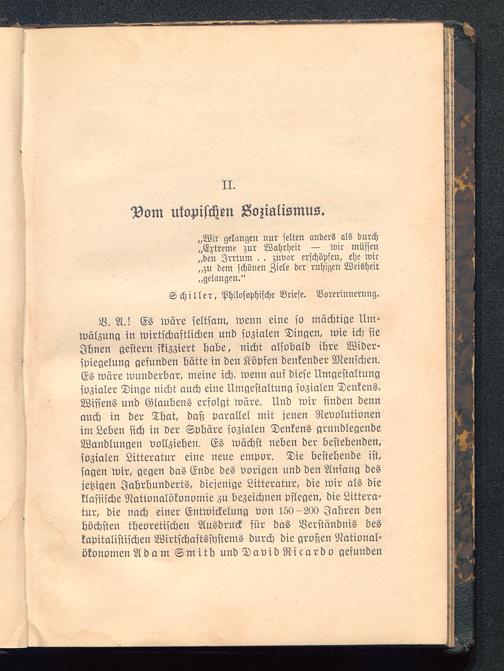 II.
Vom utopischen Sozialismus.
„Wir gelangen nur selten anders als durch
„Extreme zur Wahrheit — wir müssen
„den Irrtum .. zuvor erschöpfen, ehe wir
„zu dem schönen Ziele der ruhigen Weisheit
„gelangen.“
Schiller, Philosophische Briefe. Vorerinnerung.
V. A.! Es wäre seltsam, wenn eine so mächtige Um-
wälzung in wirtschaftlichen und sozialen Dingen, wie ich sie
Ihnen gestern skizziert habe, nicht alsobald ihre Wider-
spiegelung gefunden hätte in den Köpfen denkender Menschen.
Es wäre wunderbar, meine ich, wenn auf diese Umgestaltung
sozialer Dinge nicht auch eine Umgestaltung sozialen Denkens,
Wissens und Glaubens erfolgt wäre. Und wir finden denn
auch in der That, daß parallel mit jenen Revolutionen
im Leben sich in der Sphäre sozialen Denkens grundlegende
Wandlungen vollziehen. Es wächst neben der bestehenden,
sozialen Litteratur eine neue empor. Die bestehende ist,
sagen wir, gegen das Ende des vorigen und den Anfang des
jetzigen Jahrhunderts, diejenige Litteratur, die wir als die
klassische Nationalökonomie zu bezeichnen pflegen, die Littera-
tur, die nach einer Entwickelung von 150–200 Jahren den
höchsten theoretischen Ausdruck für das Verständnis des
kapitalistischen Wirtschaftssystems durch die großen National-
ökonomen Adam Smith und David Ricardo gefunden